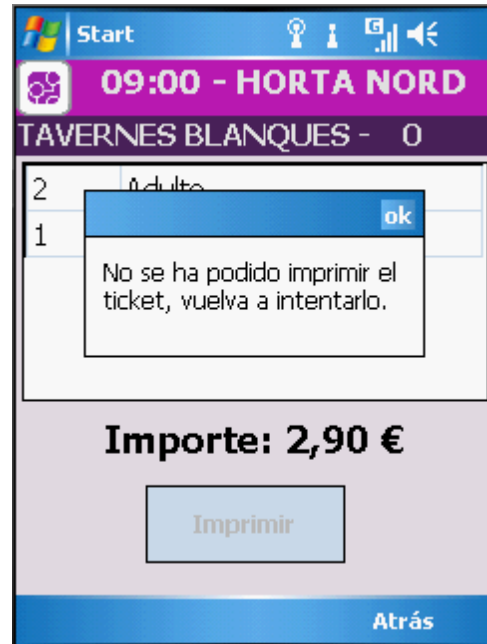 Start
09:00 - HORTA NORD
TAVERNES BLANQUES - 0
2 Adulto
1
ok
No se ha podido imprimir el
ticket, vuelva a intentarlo.
Importe: 2,90 €
Imprimir
Atrás